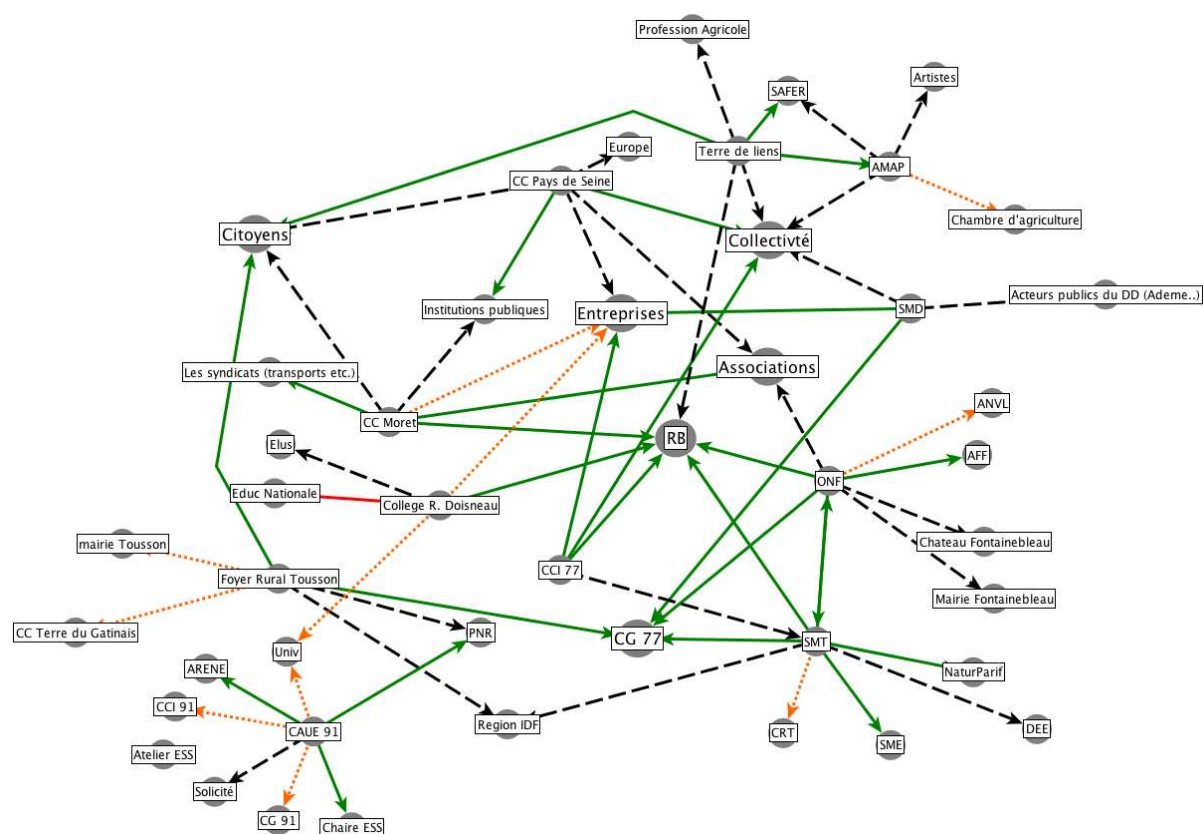 Profession Agricole
Artistes
SAFER
Europe
Terre de liens
AMAP
CC Pays de Seine
Chambre d'agriculture
Citoyens
Collectivté
Acteurs publics du DD (Ademe..)
Institutions publiques
Entreprises
SMD
Les syndicats (transports etc.)
Associations
ANVL
CC Moret
RB
Elus
AFF
ONF
Educ Nationale
College R. Doisneau
mairie Tousson
Chateau Fontainebleau
Foyer Rural Tousson
CCI 77
Mairie Fontainebleau
CC Terre du Gatinais
PNR
CG 77
SMT
Univ
ARENE
NaturParif
CCI 91
CAUE 91
Region IDF
CRT
SME
DEE
Atelier ESS
Solicité
CG 91
Chaire ESS